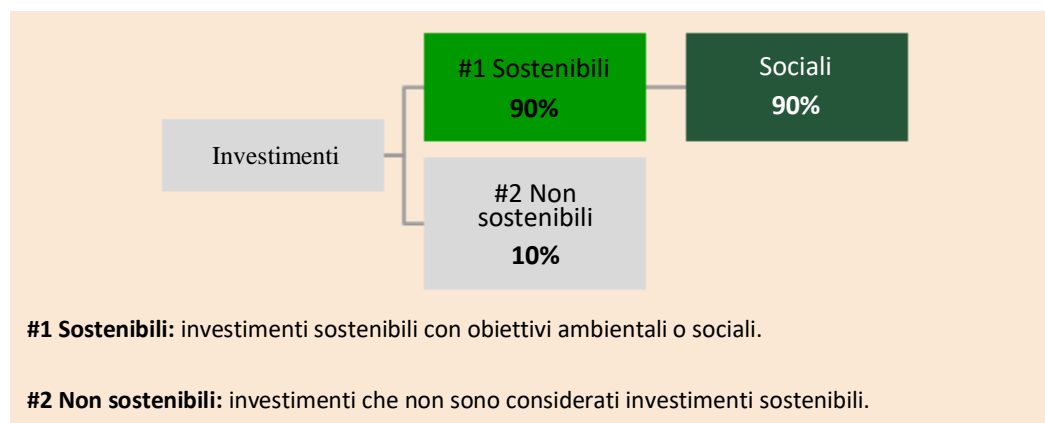 #1 Sostenibili
90%
Sociali
90%
Investimenti
#2 Non
sostenibili
10%
#1 Sostenibili: investimenti sostenibili con obiettivi ambientali o sociali.
#2 Non sostenibili: investimenti che non sono considerati investimenti sostenibili.